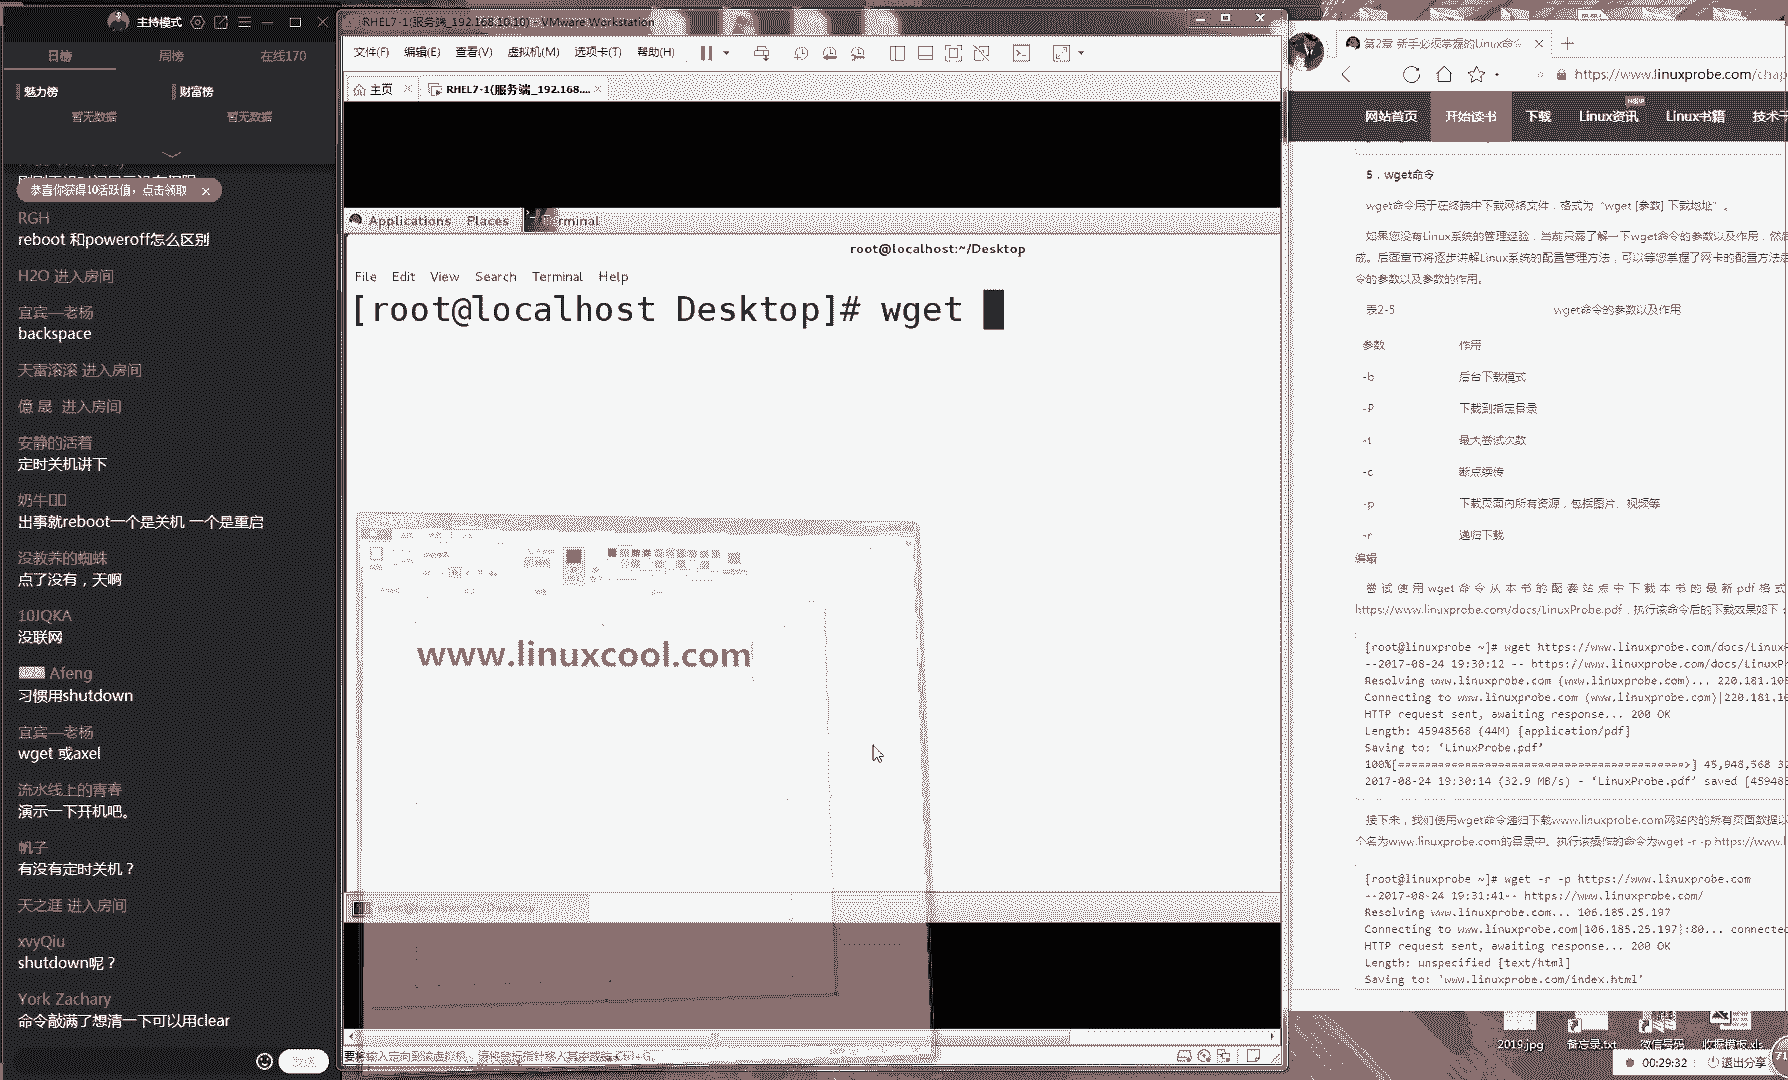 主持模式
日榜 周榜 在线170
魅力榜 财富榜
暂无数据 暂无数据
恭喜你获得10活跃值，点击领取
RGH
reboot 和poweroff怎么区别
H2O 进入房间
宜宾—老杨
backspace
天雷滚滚 进入房间
億 晟 进入房间
安静的活着
定时关机讲下
奶牛
出事就reboot一个是关机 一个是重启
没教养的蜘蛛
点了没有，天啊
10JQKA
没联网
Afeng
习惯用shutdown
宜宾—老杨
wget 或axel
流水线上的青春
演示一下开机吧。
帆子
有没有定时关机？
天之涯 进入房间
xvyQiu
shutdown呢？
York Zachary
命令敲满了想清一下可以用clear
RHEL7-1(服务端_192.168.10.10) - VMware Workstation
文件(F) 编辑(E) 查看(V) 虚拟机(M) 选项卡(T) 帮助(H)
主页 RHEL7-1(服务端_192.168....
Applications Places
root@localhost:~/Desktop
File Edit View Search Terminal Help
[root@localhost Desktop]# wget
www.linuxcool.com
第2章 新手必须掌握的Linux命令
https://www.linuxprobe.com/chap
网站首页 开始读书 下载 Linux资讯 Linux书籍
5．wget命令
wget命令用于在终端中下载网络文件，格式为“wget [参数] 下载地址”。
如果您没有Linux系统的管理经验，当前只需了解一下wget命令的参数以及作用，然后
成。后面章节将逐步讲解Linux系统的配置管理方法，可以等您掌握了网卡的配置方法后
令的参数以及参数的作用。
表2-5 wget命令的参数以及作用
参数 作用
-b 后台下载模式
-P 下载到指定目录
-t 最大尝试次数
-c 断点续传
-p 下载页面内所有资源，包括图片、视频等
-r 递归下载
编辑
尝试使用wget命令从本书的配套站点中下载本书的最新pdf格式
https://www.linuxprobe.com/docs/LinuxProbe.pdf，执行该命令后的下载效果如下：
[root@linuxprobe ~]# wget https://www.linuxprobe.com/docs/LinuxP
--2017-08-24 19:30:12 -- https://www.linuxprobe.com/docs/LinuxP
Resolving www.linuxprobe.com (www.linuxprobe.com)... 220.181.105
Connecting to www.linuxprobe.com (www.linuxprobe.com)|220.181.10
HTTP request sent, awaiting response... 200 OK
Length: 45948568 (44M) [application/pdf]
Saving to: ‘LinuxProbe.pdf’
100%[===========================================>] 45,948,568 32
2017-08-24 19:30:14 (32.9 MB/s) - ‘LinuxProbe.pdf’ saved [45948
接下来，我们使用wget命令递归下载www.linuxprobe.com网站内的所有页面数据以
个名为www.linuxprobe.com的目录中。执行该操作的命令为wget -r -p https://www.l
[root@linuxprobe ~]# wget -r -p https://www.linuxprobe.com
--2017-08-24 19:31:41-- https://www.linuxprobe.com/
Resolving www.linuxprobe.com... 106.185.25.197
Connecting to www.linuxprobe.com|106.185.25.197|:80... connected
HTTP request sent, awaiting response... 200 OK
Length: unspecified [text/html]
Saving to: 'www.linuxprobe.com/index.html'
2019.jpg 备忘录.txt 微信号码 收据模板.xls
00:29:32 退出分享